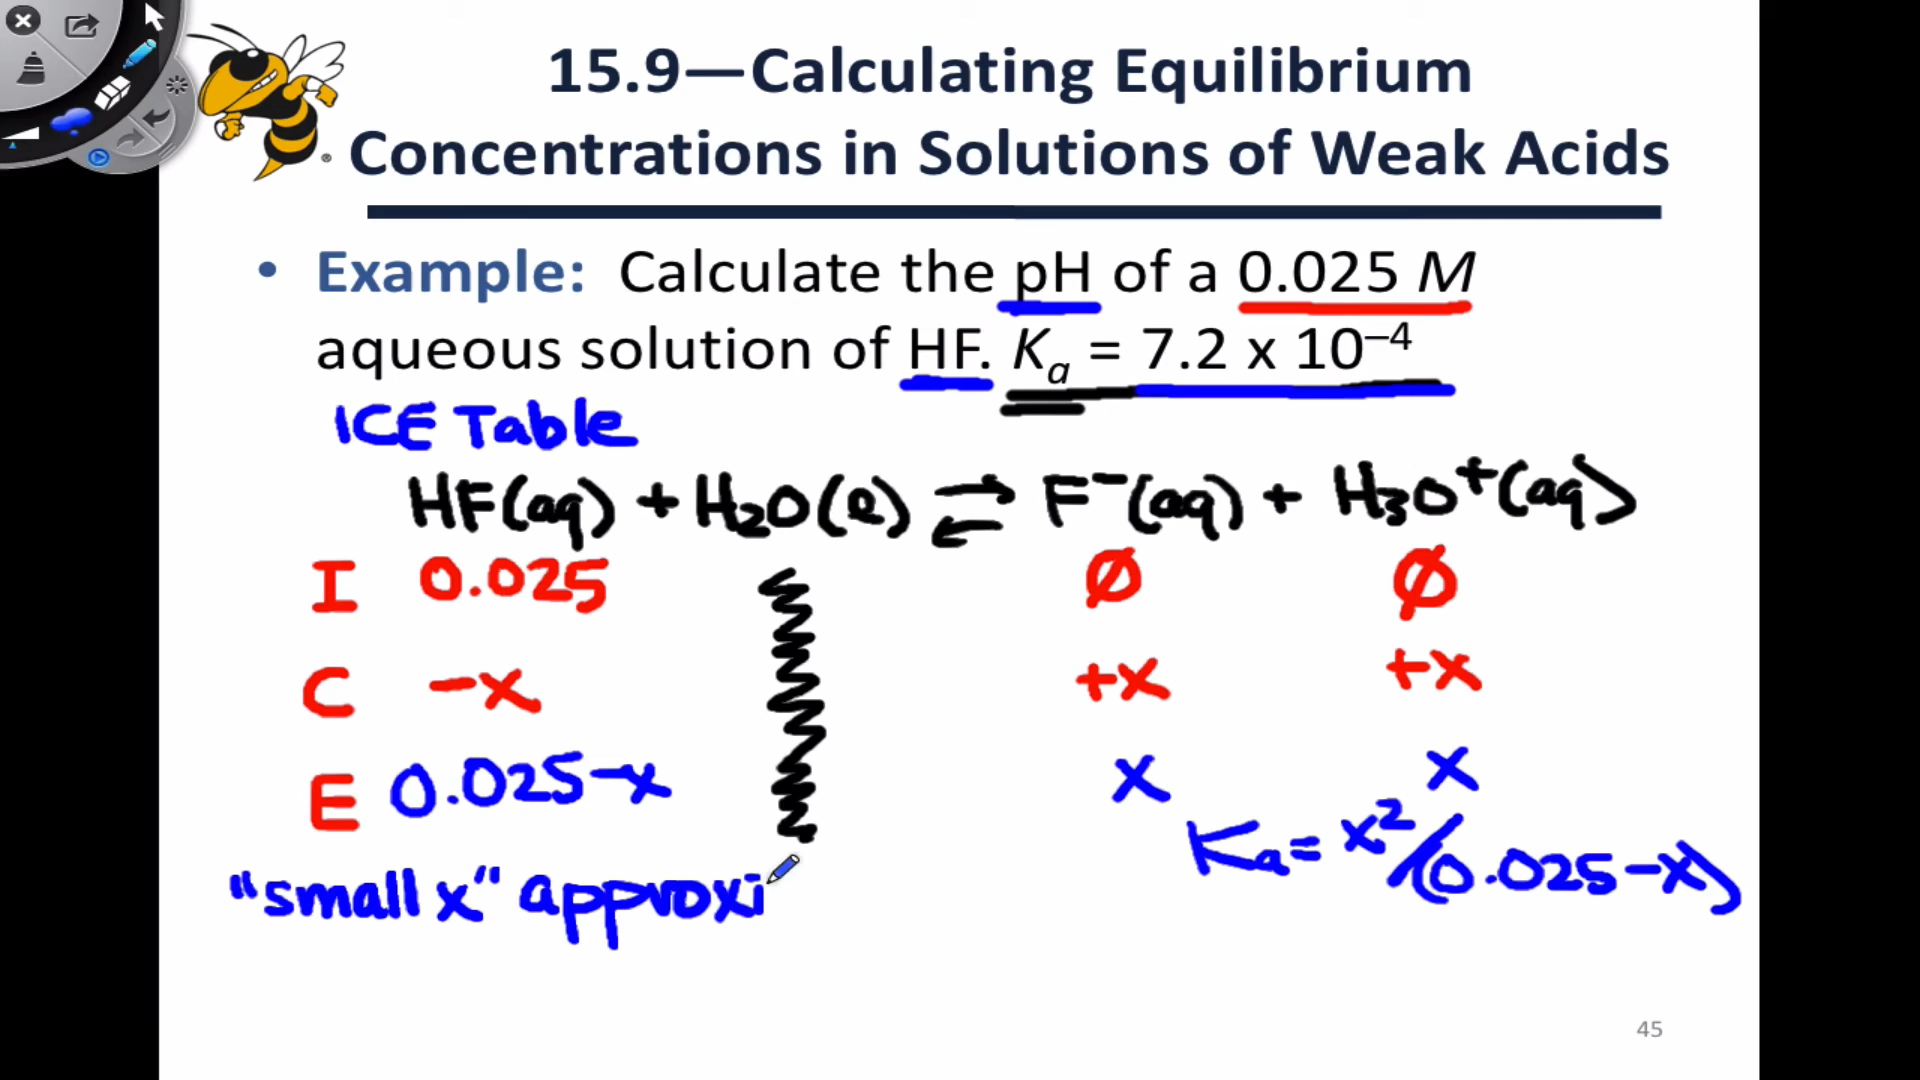 15.9—Calculating Equilibrium
Concentrations in Solutions of Weak Acids
• Example: Calculate the pH of a 0.025 M
aqueous solution of HF. Kₐ = 7.2 x 10⁻⁴
ICE Table
HF(aq) + H₂O(l) ⇌ F⁻(aq) + H₃O⁺(aq)
I 0.025 Ø Ø
C -x +x +x
E 0.025-x x x
Kₐ = x²/(0.025-x)
"small x" approxi
45
®